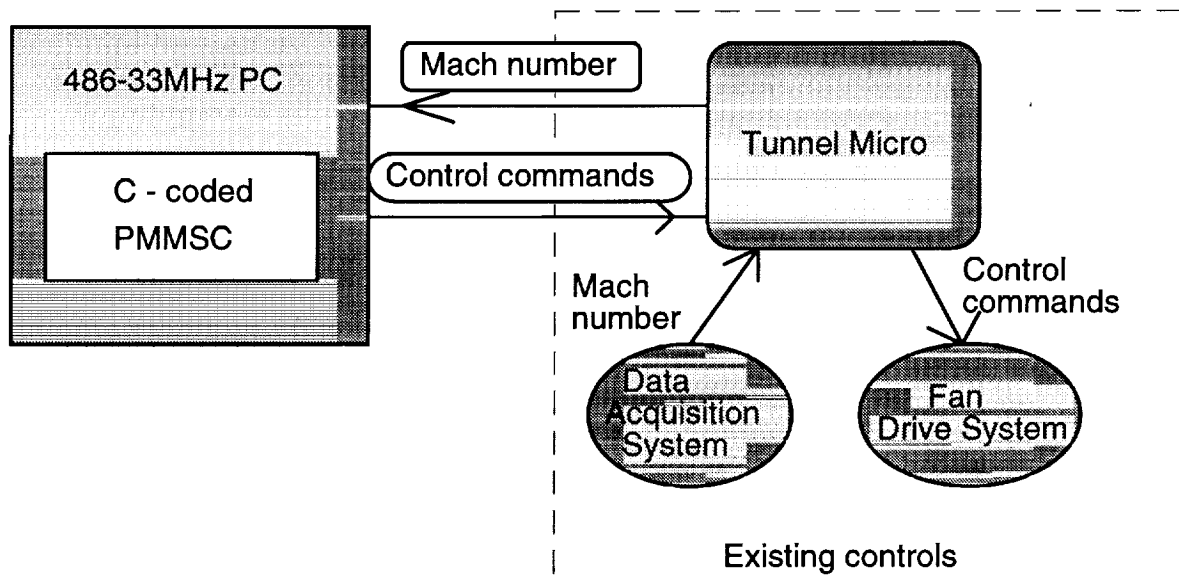 486-33MHz PC
C - coded
PMMSC
Mach number
Control commands
Tunnel Micro
Mach
number
Control
commands
Data
Acquisition
System
Fan
Drive System
Existing controls